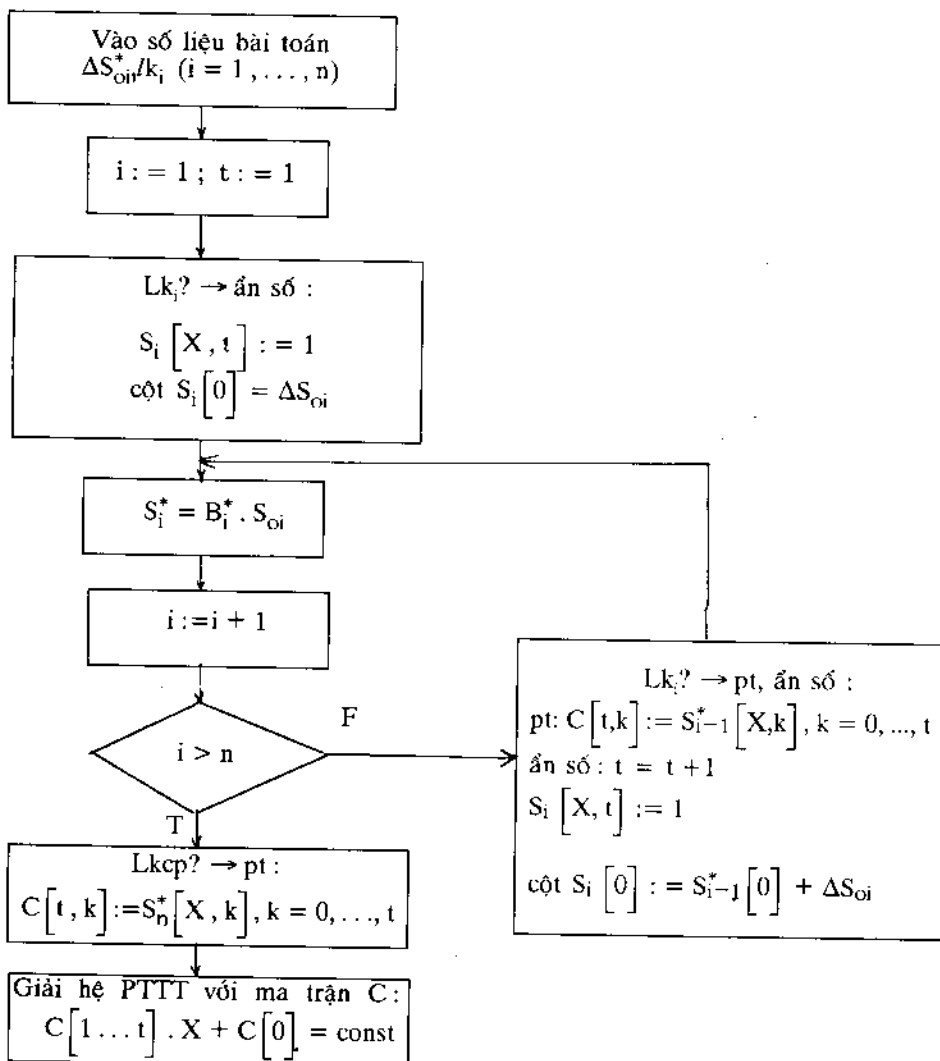 Vào số liệu bài toán
ΔS*oi,/ki (i = 1 , . . . , n)
i : = 1 ; t : = 1
Lki? → ẩn số :
Si [X , t] : = 1
cột Si[0] = ΔSoi
S*i = B*i . Soi
i :=i + 1
i > n
F
T
Lkcp? → pt :
C[t , k] :=S*n[X , k] , k = 0, . . . , t
Giải hệ PTTT với ma trận C :
C[1 . . . t] . X + C[0] = const
Lki? → pt, ẩn số :
pt: C[t,k] := S*i−1[X,k] , k = 0, ..., t
ẩn số : t = t +1
Si [X, t] := 1
cột Si [0] : = S*i−1[0] + ΔSoi